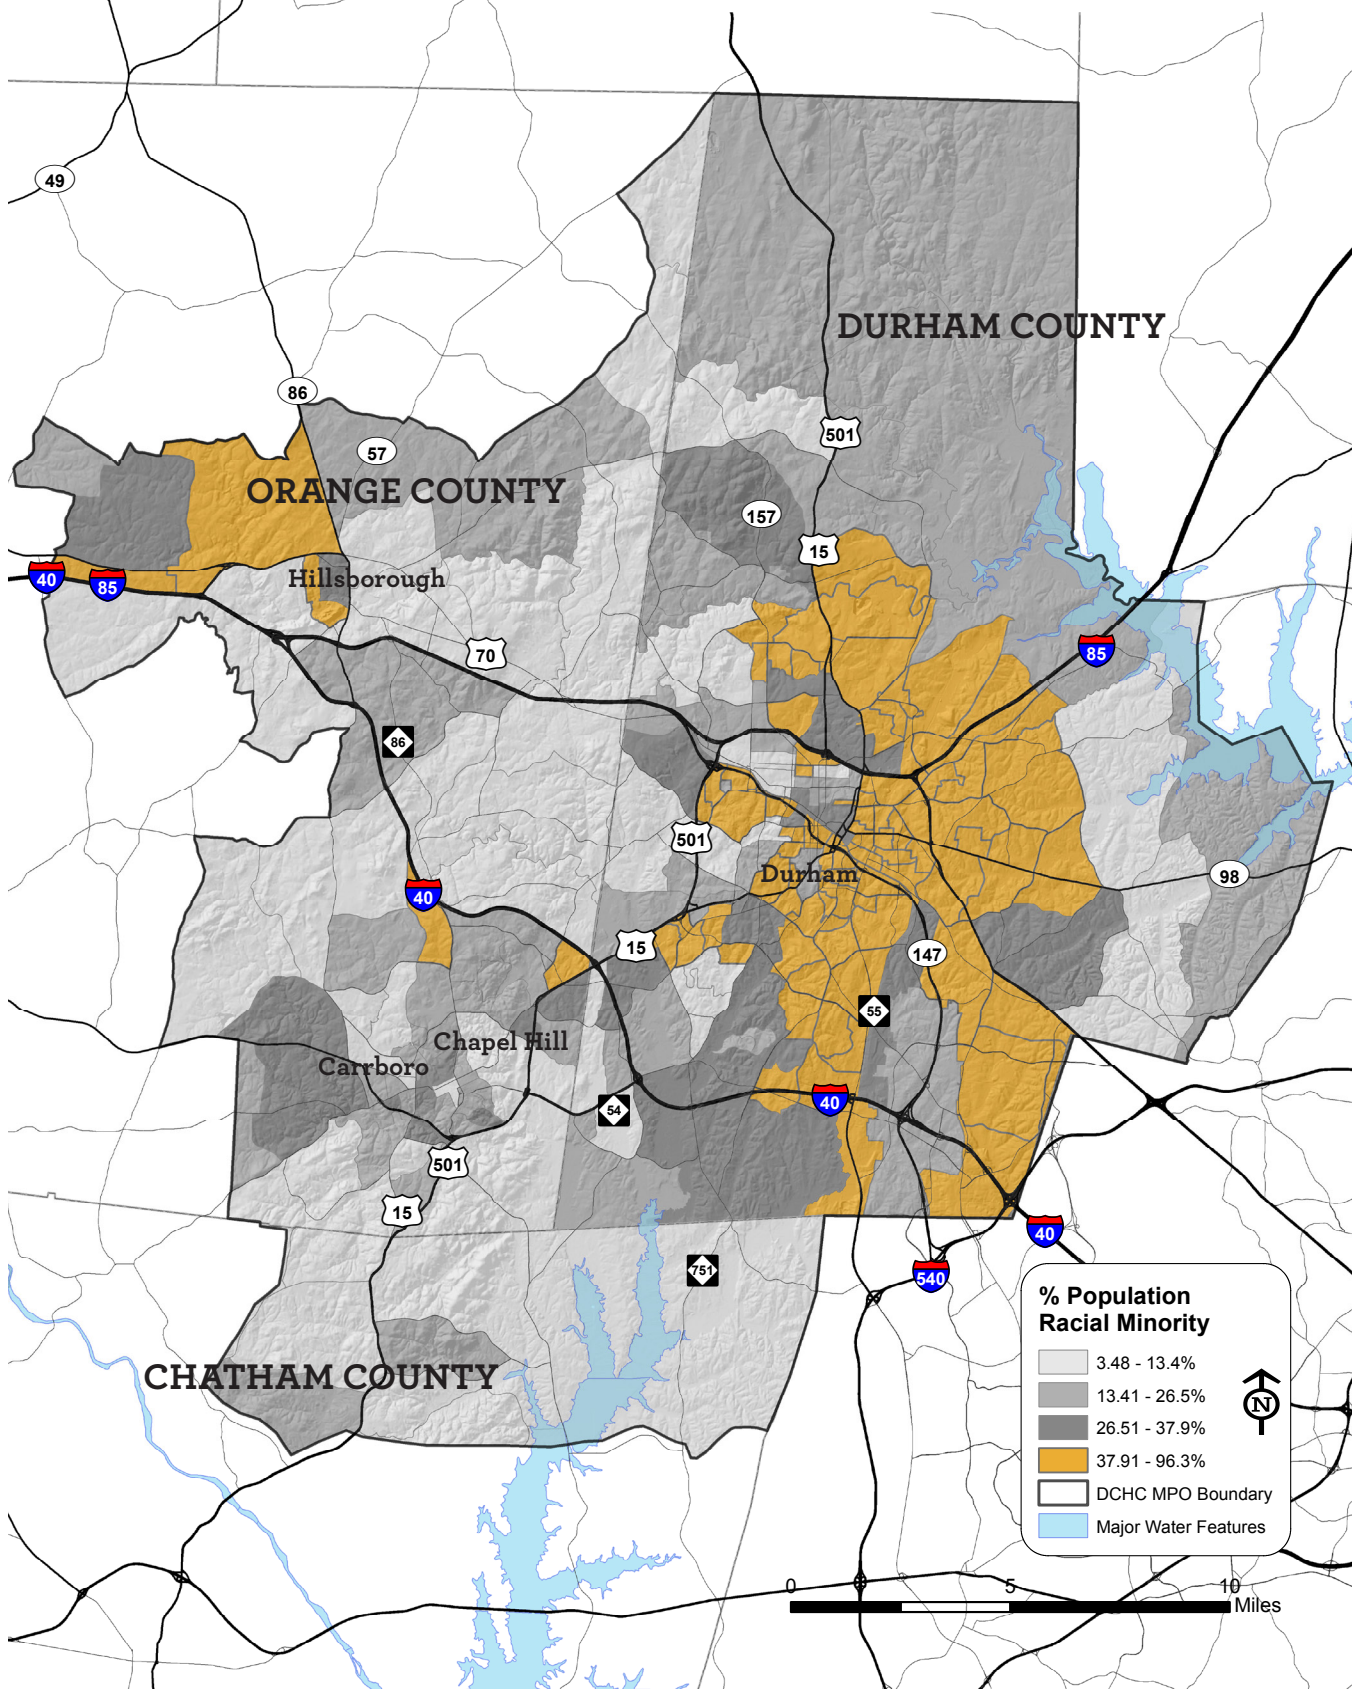 49
DURHAM COUNTY
86
501
57
ORANGE COUNTY
157
15
40
85
Hillsborough
70
85
86
501
Durham
98
40
15
147
55
Chapel Hill
Carrboro
54
40
501
15
40
751
540
% Population
Racial Minority
3.48 - 13.4%
13.41 - 26.5%
26.51 - 37.9%
37.91 - 96.3%
DCHC MPO Boundary
Major Water Features
N
CHATHAM COUNTY
0 5 10
Miles